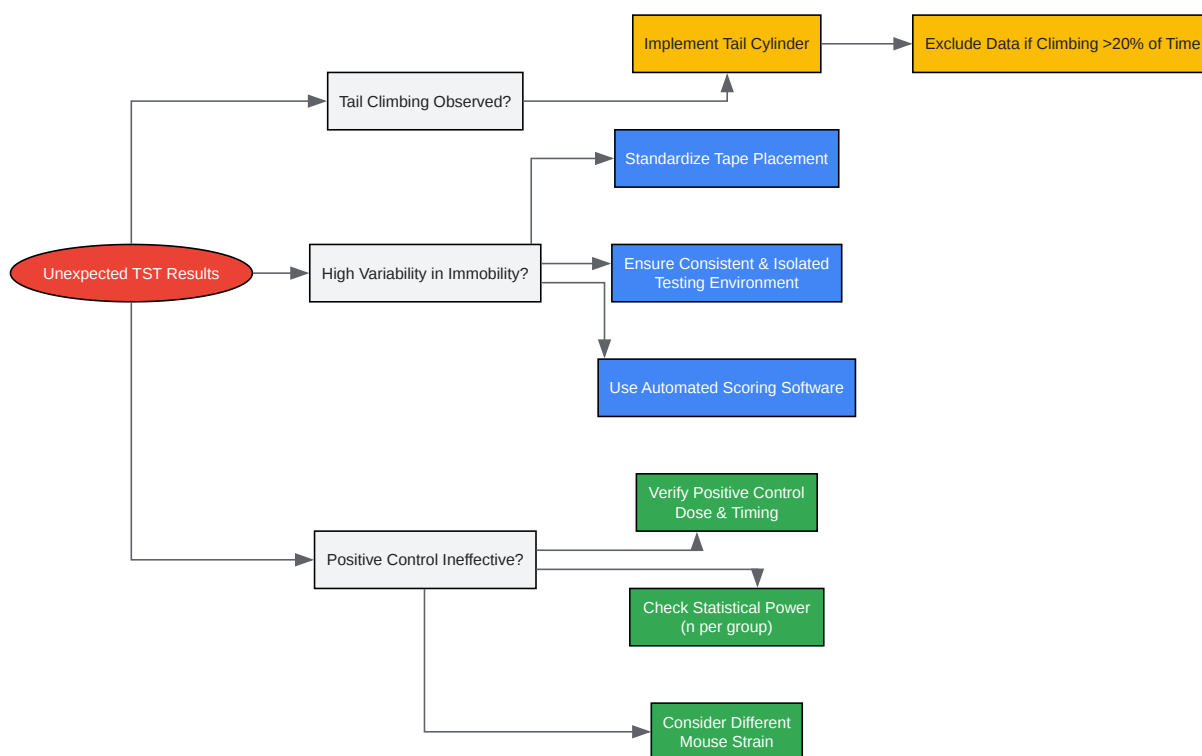 Implement Tail Cylinder
Exclude Data if Climbing >20% of Time
Tail Climbing Observed?
Standardize Tape Placement
Unexpected TST Results
High Variability in Immobility?
Ensure Consistent & Isolated
Testing Environment
Use Automated Scoring Software
Verify Positive Control
Dose & Timing
Positive Control Ineffective?
Check Statistical Power
(n per group)
Consider Different
Mouse Strain